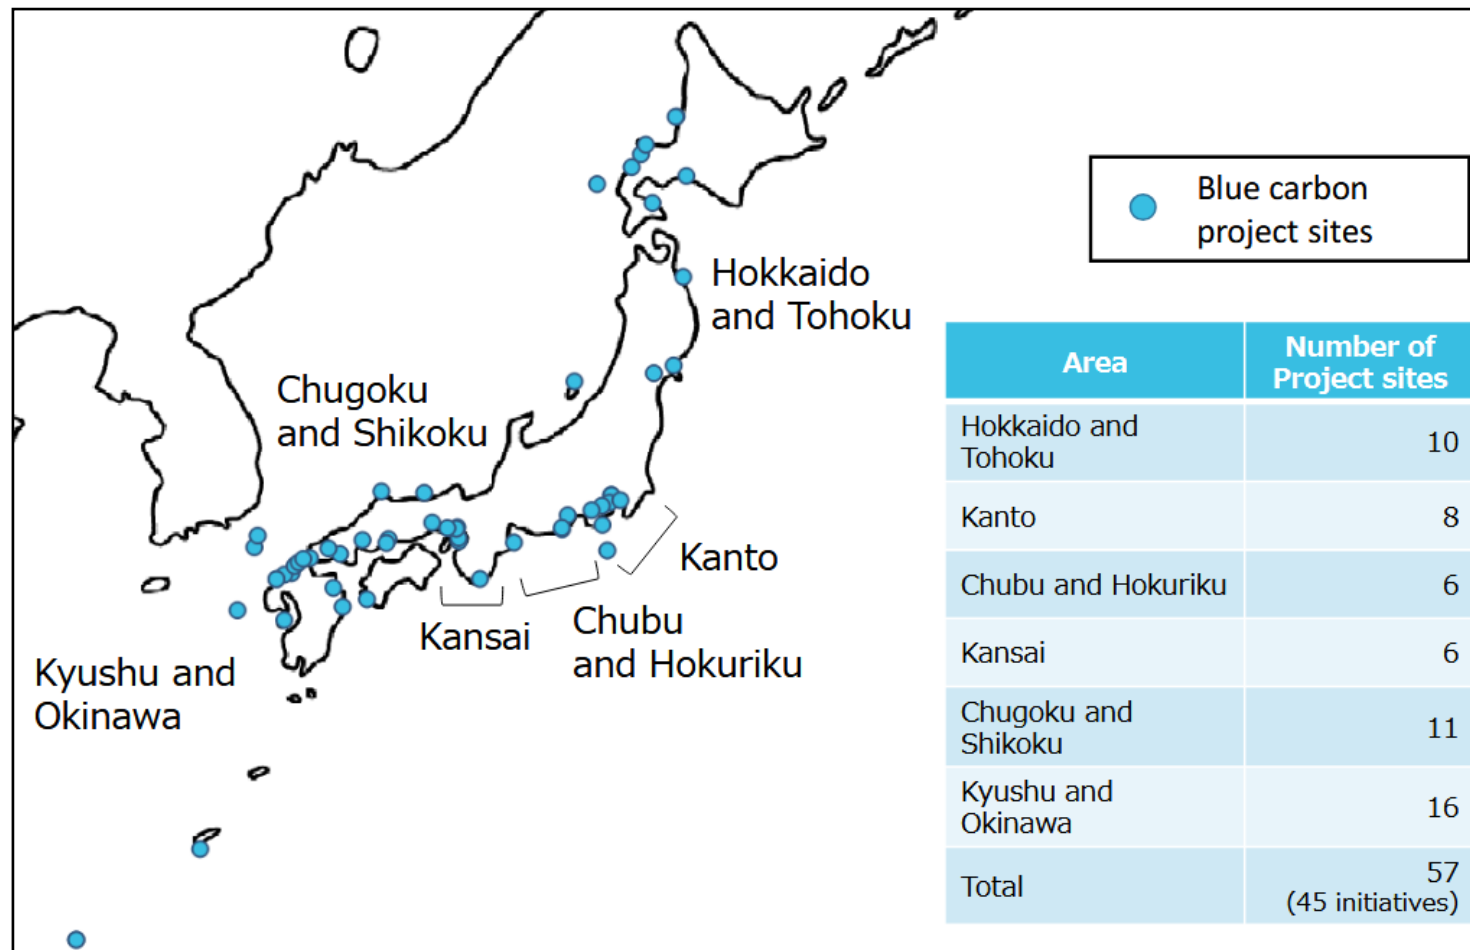 Blue carbon
project sites
Hokkaido
and Tohoku
Chugoku
and Shikoku
Kanto
Kansai
Chubu
and Hokuriku
Kyushu and
Okinawa
Area
Number of
Project sites
Hokkaido and
Tohoku
10
Kanto
8
Chubu and Hokuriku
6
Kansai
6
Chugoku and
Shikoku
11
Kyushu and
Okinawa
16
Total
57
(45 initiatives)